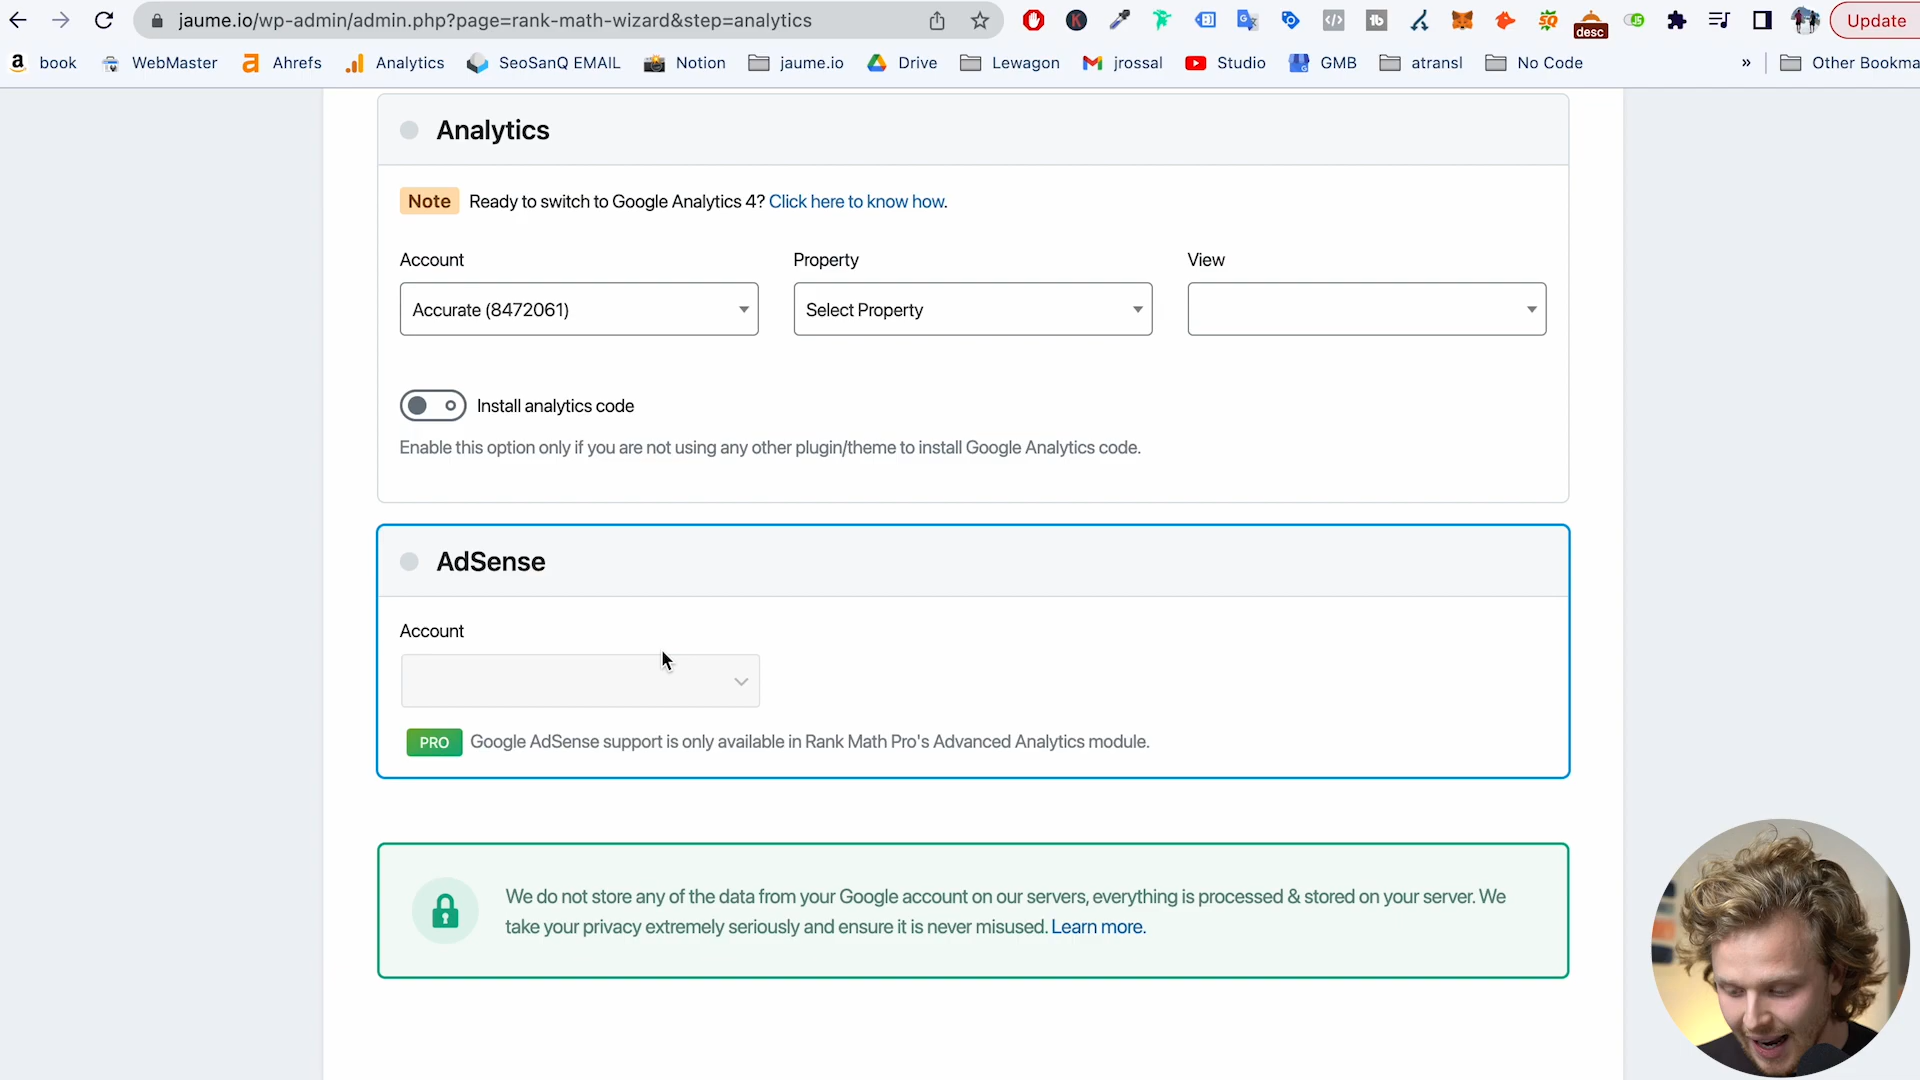 jaume.io/wp-admin/admin.php?page=rank-math-wizard&step=analytics
desc
Update
book
WebMaster
Ahrefs
Analytics
SeoSanQ EMAIL
Notion
jaume.io
Drive
Lewagon
jrossal
Studio
GMB
atransl
No Code
»
Other Bookma
Analytics
Note Ready to switch to Google Analytics 4? Click here to know how.
Account
Property
View
Accurate (8472061)
Select Property
Install analytics code
Enable this option only if you are not using any other plugin/theme to install Google Analytics code.
AdSense
Account
PRO Google AdSense support is only available in Rank Math Pro's Advanced Analytics module.
We do not store any of the data from your Google account on our servers, everything is processed & stored on your server. We
take your privacy extremely seriously and ensure it is never misused. Learn more.